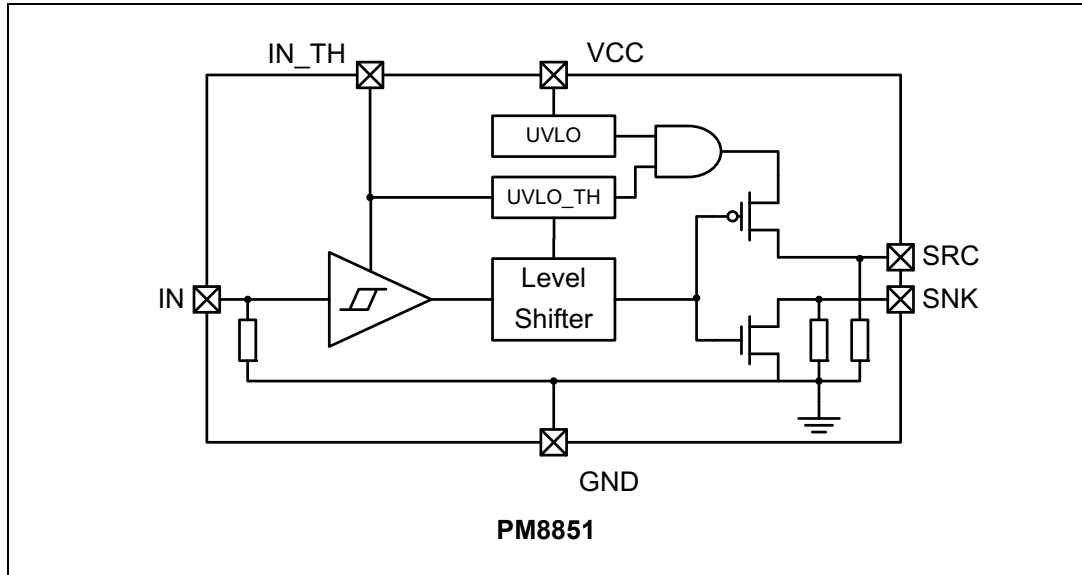 IN_TH
VCC
UVLO
UVLO_TH
SRC
IN
Level
Shifter
SNK
GND
PM8851